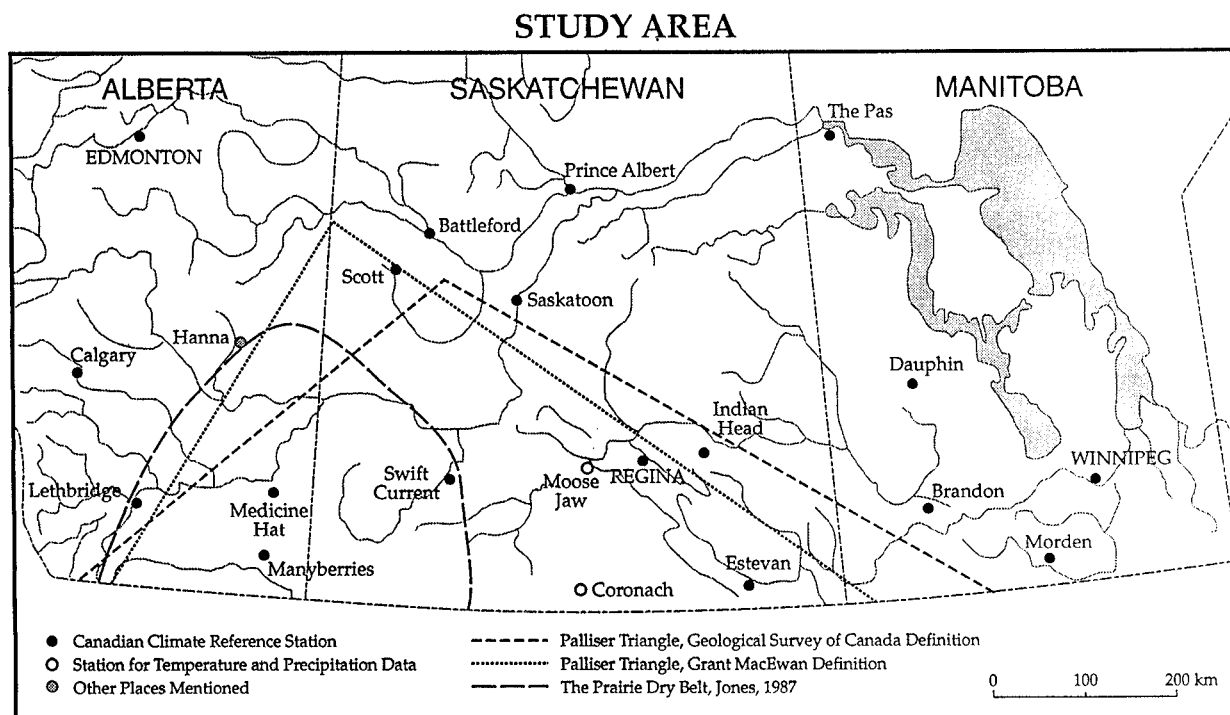 STUDY AREA
ALBERTA
SASKATCHEWAN
MANITOBA
The Pas
EDMONTON
Prince Albert
Battleford
Scott
Saskatoon
Hanna
Calgary
Dauphin
Indian
Head
WINNIPEG
Swift
Current
Moose
Jaw
REGINA
Lethbridge
Medicine
Hat
Brandon
Morden
Manyberries
Estevan
Coronach
Canadian Climate Reference Station
Station for Temperature and Precipitation Data
Other Places Mentioned
Palliser Triangle, Geological Survey of Canada Definition
Palliser Triangle, Grant MacEwan Definition
The Prairie Dry Belt, Jones, 1987
0 100 200 km